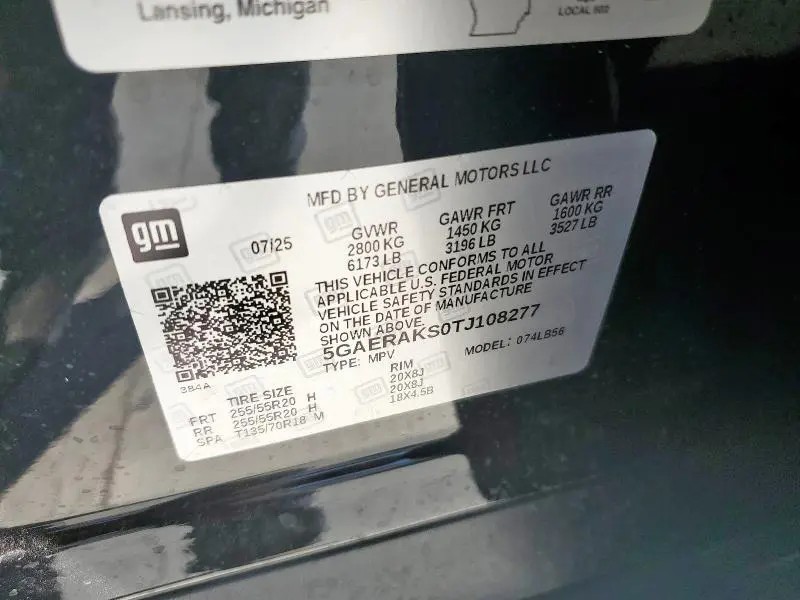 Lansing, Michigan
LOCAL 602
MFD BY GENERAL MOTORS LLC
gm
07/25
GVWR
2800 KG
6173 LB
GAWR FRT
1450 KG
3196 LB
GAWR RR
1600 KG
3527 LB
THIS VEHICLE CONFORMS TO ALL
APPLICABLE U.S. FEDERAL MOTOR
VEHICLE SAFETY STANDARDS IN EFFECT
ON THE DATE OF MANUFACTURE
SHOWN ABOVE
5GAERAKS0TJ108277
TYPE: MPV
MODEL: 074LB56
3B4A
TIRE SIZE
RIM
FRT 255/55R20 H 20X8J
RR 255/55R20 H 20X8J
SPA T135/70R18 M 18X4.5B